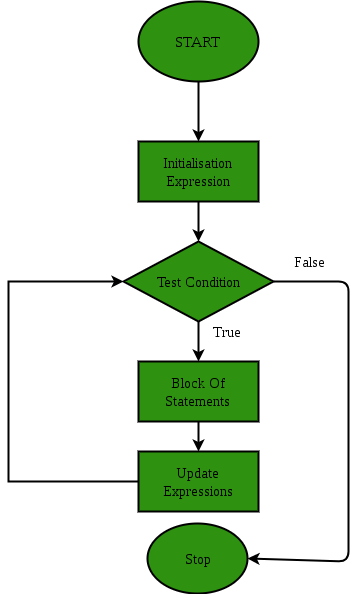 START
Initialisation
Expression
Test Condition
False
True
Block Of
Statements
Update
Expressions
Stop